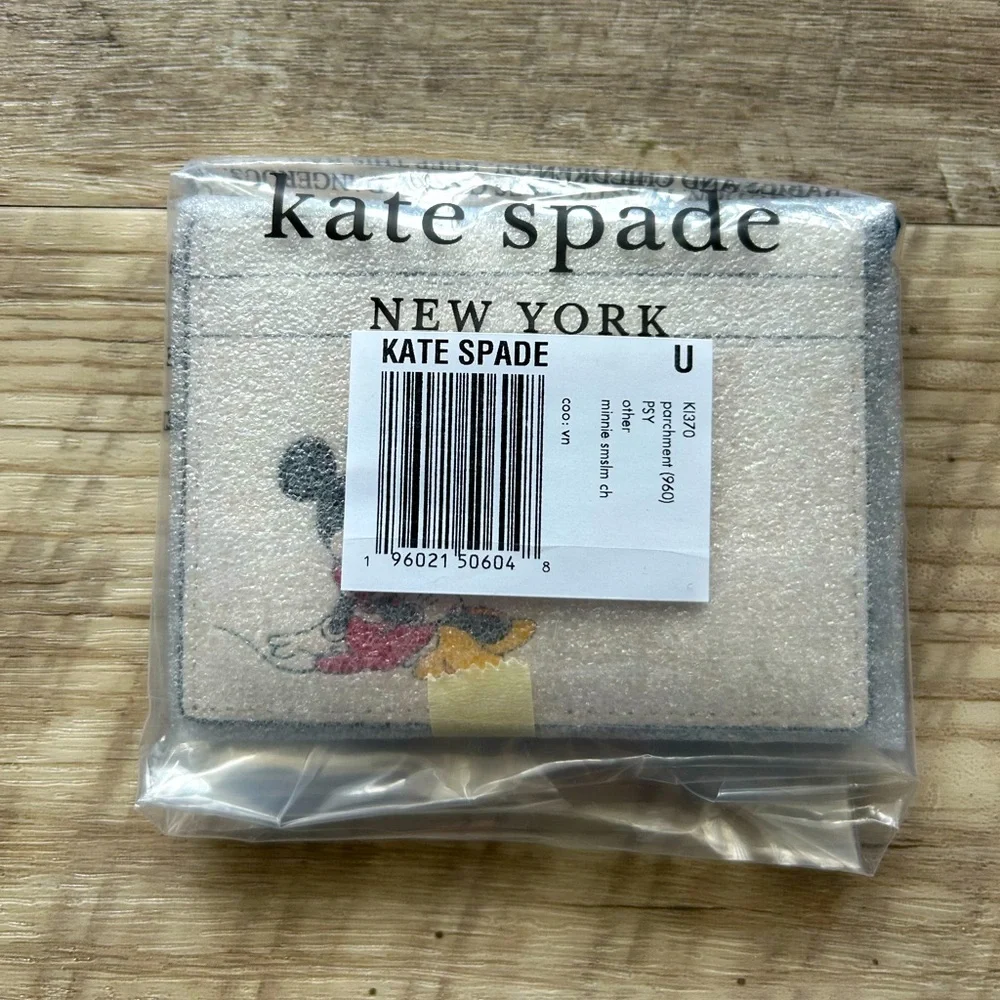 kate spade
NEW YORK
KATE SPADE
U
K1370
parchment (960)
PSY
other
minnie smslm ch
coo: vn
1 96021 50604 8